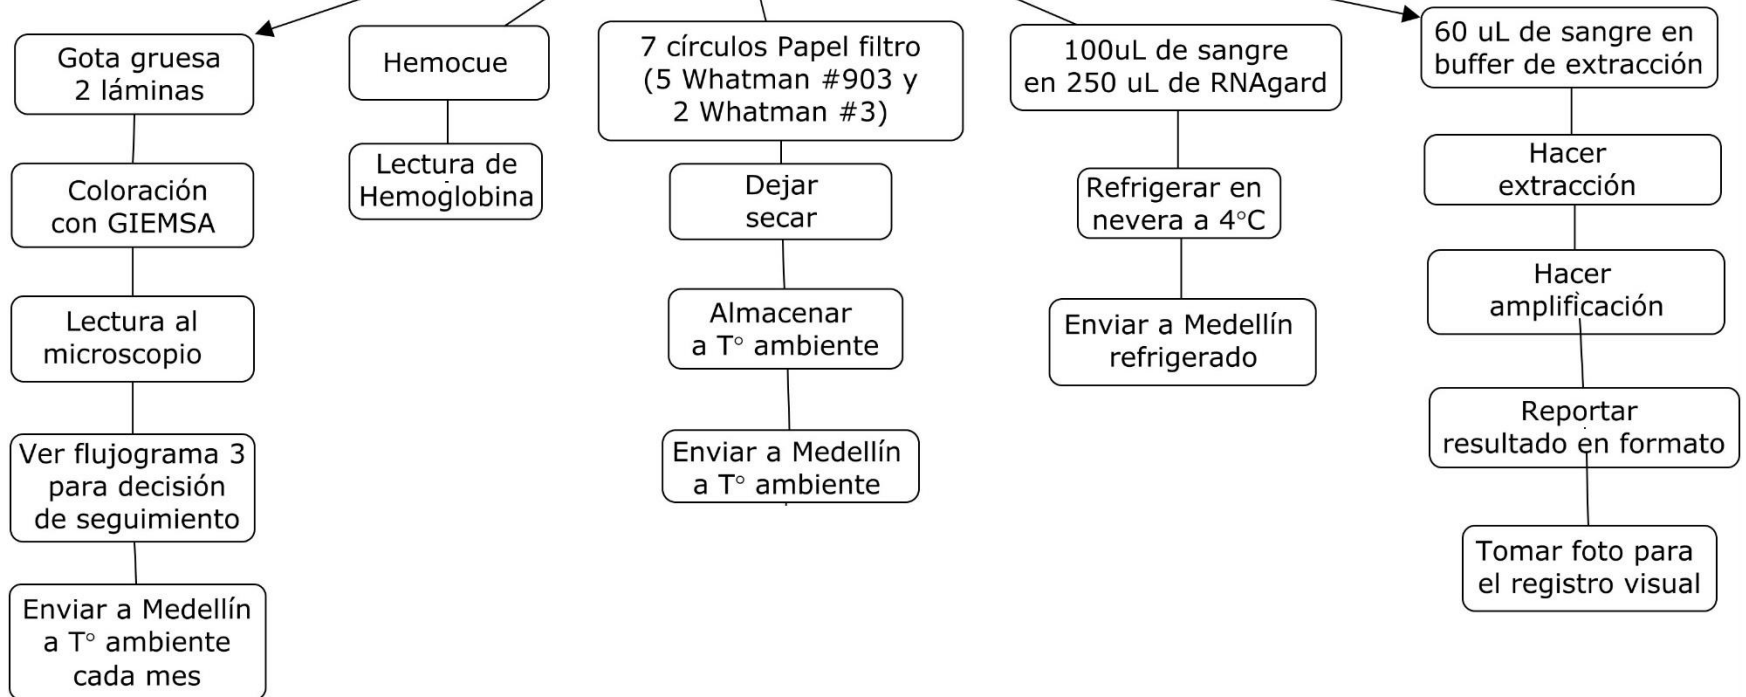 Gota gruesa
2 láminas
Coloración
con GIEMSA
Lectura al
microscopio
Ver flujograma 3
para decisión
de seguimiento
Enviar a Medellín
a T° ambiente
cada mes
Hemocue
Lectura de
Hemoglobina
7 círculos Papel filtro
(5 Whatman #903 y
2 Whatman #3)
Dejar
secar
Almacenar
a T° ambiente
Enviar a Medellín
a T° ambiente
100uL de sangre
en 250 uL de RNAgard
Refrigerar en
nevera a 4°C
Enviar a Medellín
refrigerado
60 uL de sangre en
buffer de extracción
Hacer
extracción
Hacer
amplificación
Reportar
resultado en formato
Tomar foto para
el registro visual